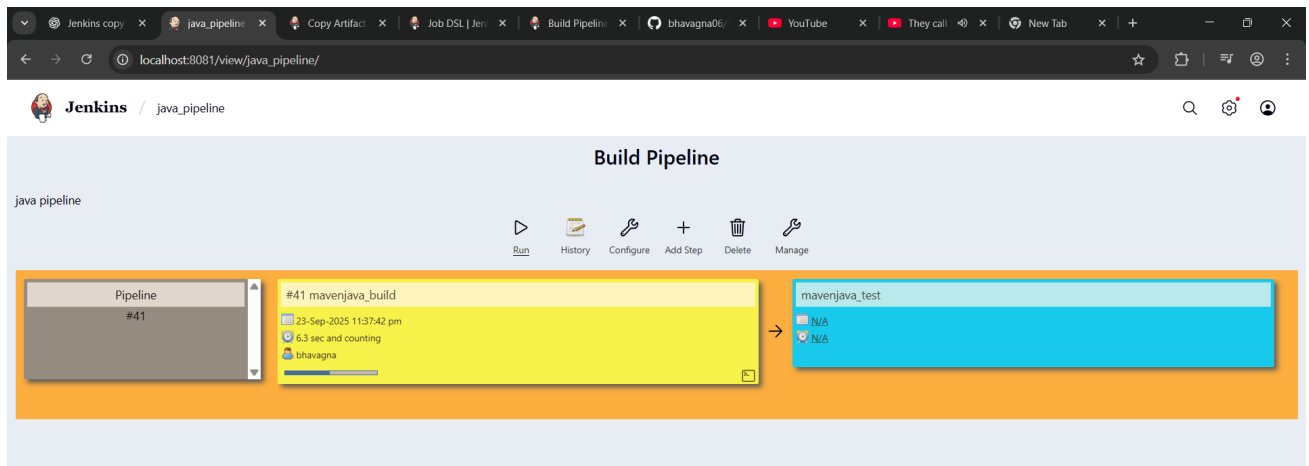 Jenkins copy
java_pipeline
Copy Artifact
Job DSL | Jen
Build Pipeline
bhavagna06/
YouTube
They call
New Tab
localhost:8081/view/java_pipeline/
Jenkins / java_pipeline
Build Pipeline
java pipeline
Run History Configure Add Step Delete Manage
Pipeline
#41
#41 mavenjava_build
23-Sep-2025 11:37:42 pm
6.3 sec and counting
bhavagna
mavenjava_test
N/A
N/A